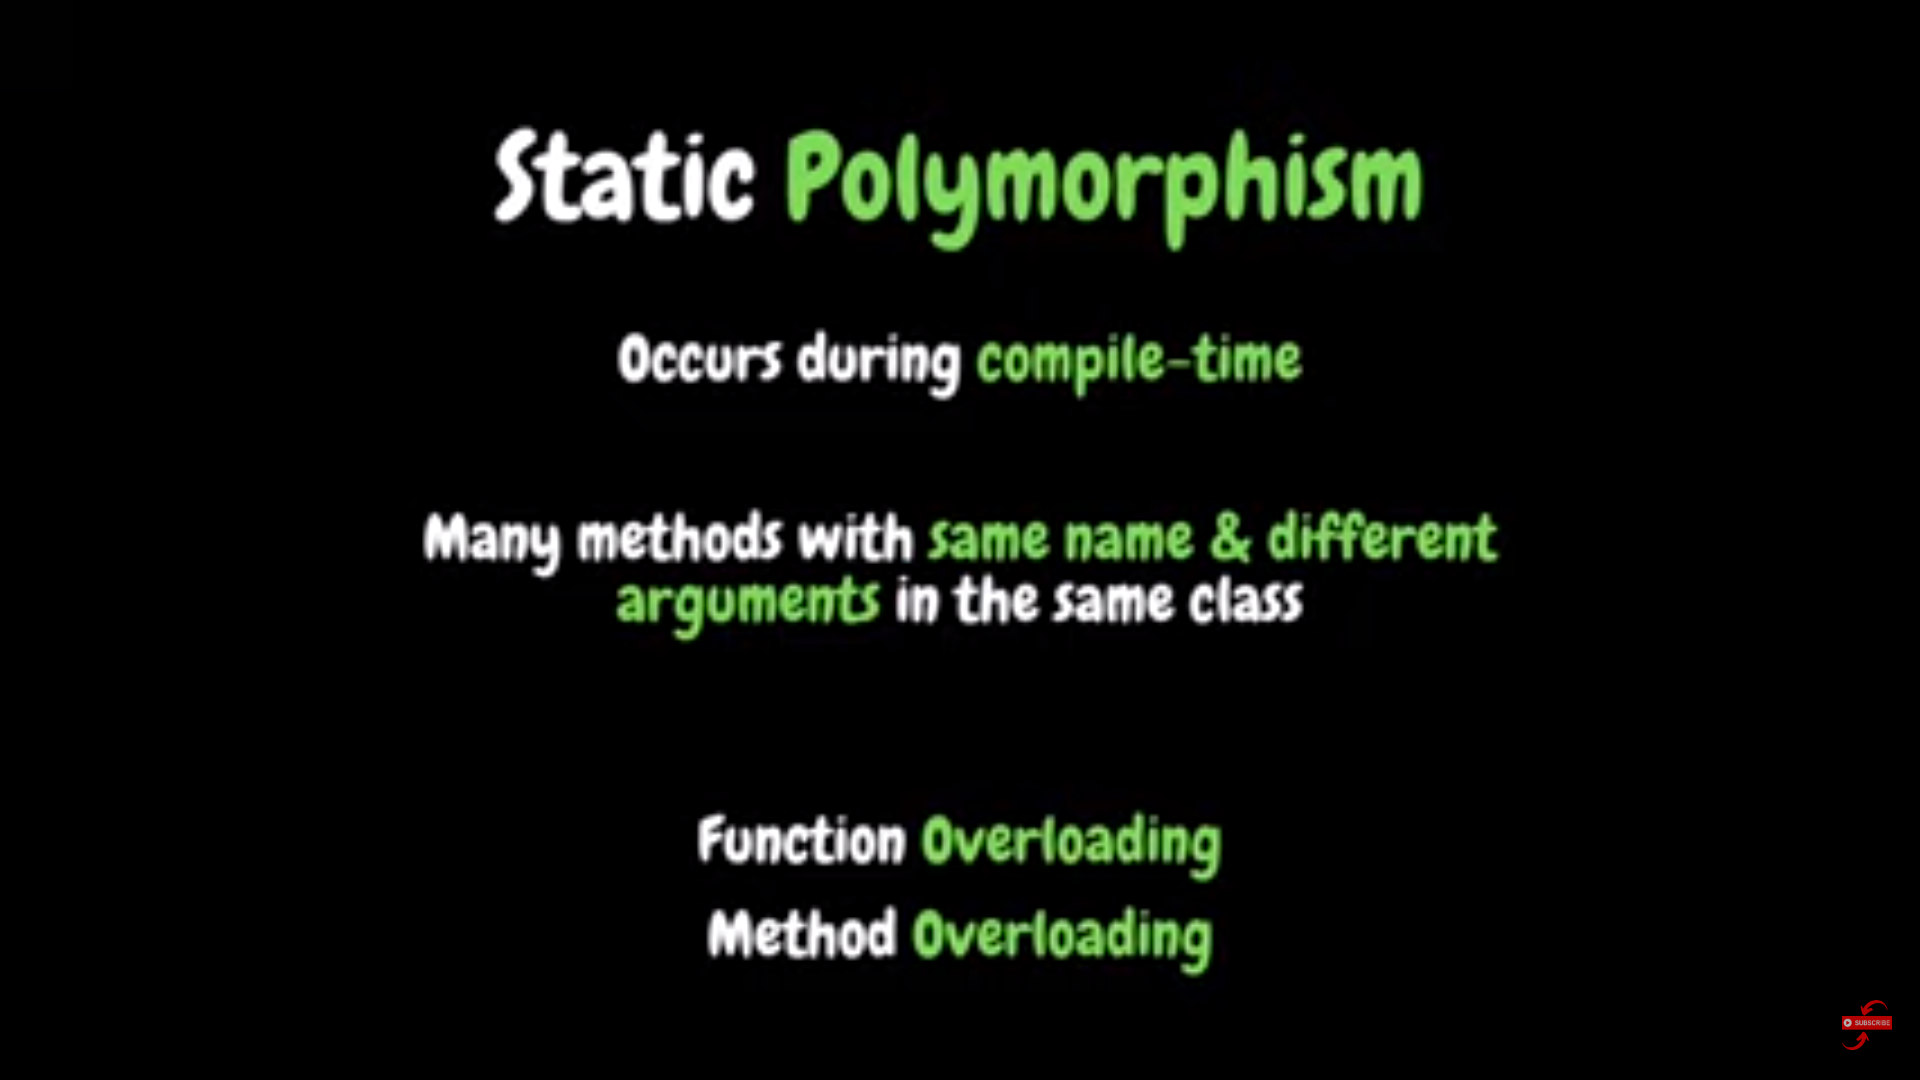 Static Polymorphism
Occurs during compile-time
Many methods with same name & different
arguments in the same class
Function Overloading
Method Overloading
SUBSCRIBE